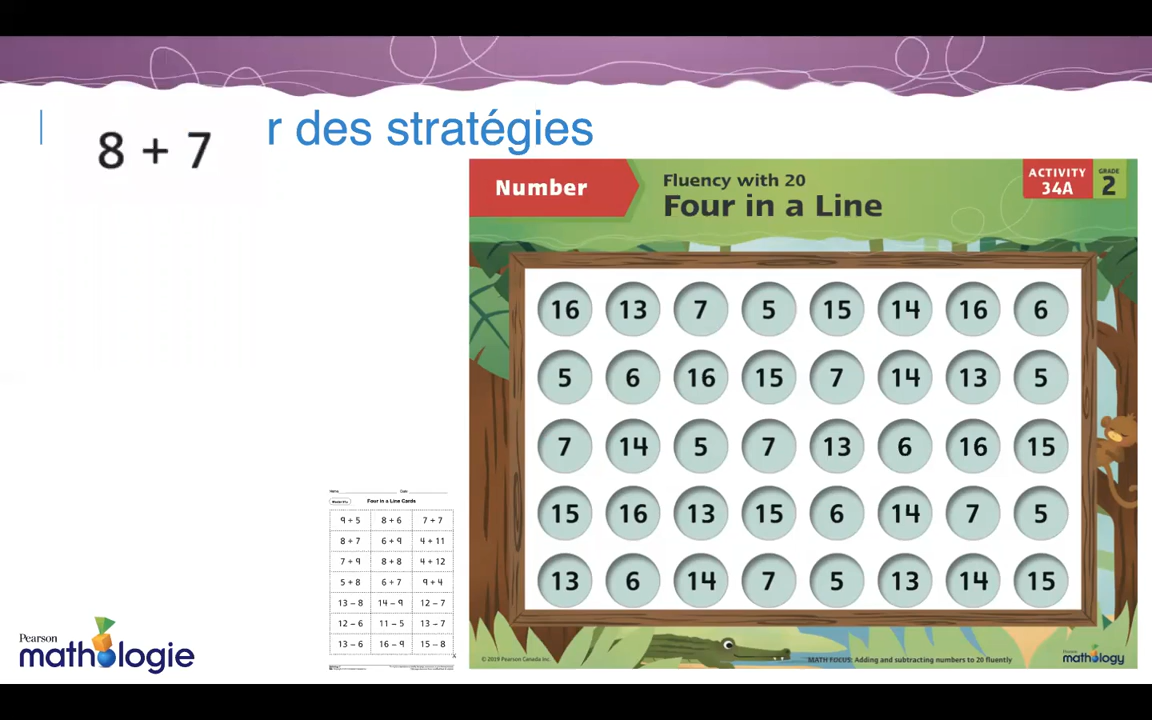 r des stratégies
8 + 7
Number
Fluency with 20
Four in a Line
ACTIVITY
34A
GRADE
2
16 13 7 5 15 14 16 6
5 6 16 15 7 14 13 5
7 14 5 7 13 6 16 15
15 16 13 15 6 14 7 5
13 6 14 7 5 13 14 15
Four in a Line Cards
9 + 5 8 + 6 7 + 7
8 + 7 6 + 9 4 + 11
7 + 9 8 + 8 4 + 12
5 + 8 6 + 7 9 + 4
13 – 8 14 – 9 12 – 7
12 – 6 11 – 5 13 – 7
13 – 6 16 – 9 15 – 8
© 2019 Pearson Canada Inc.
MATH FOCUS: Adding and subtracting numbers to 20 fluently
Pearson
mathology
Pearson
mathologie